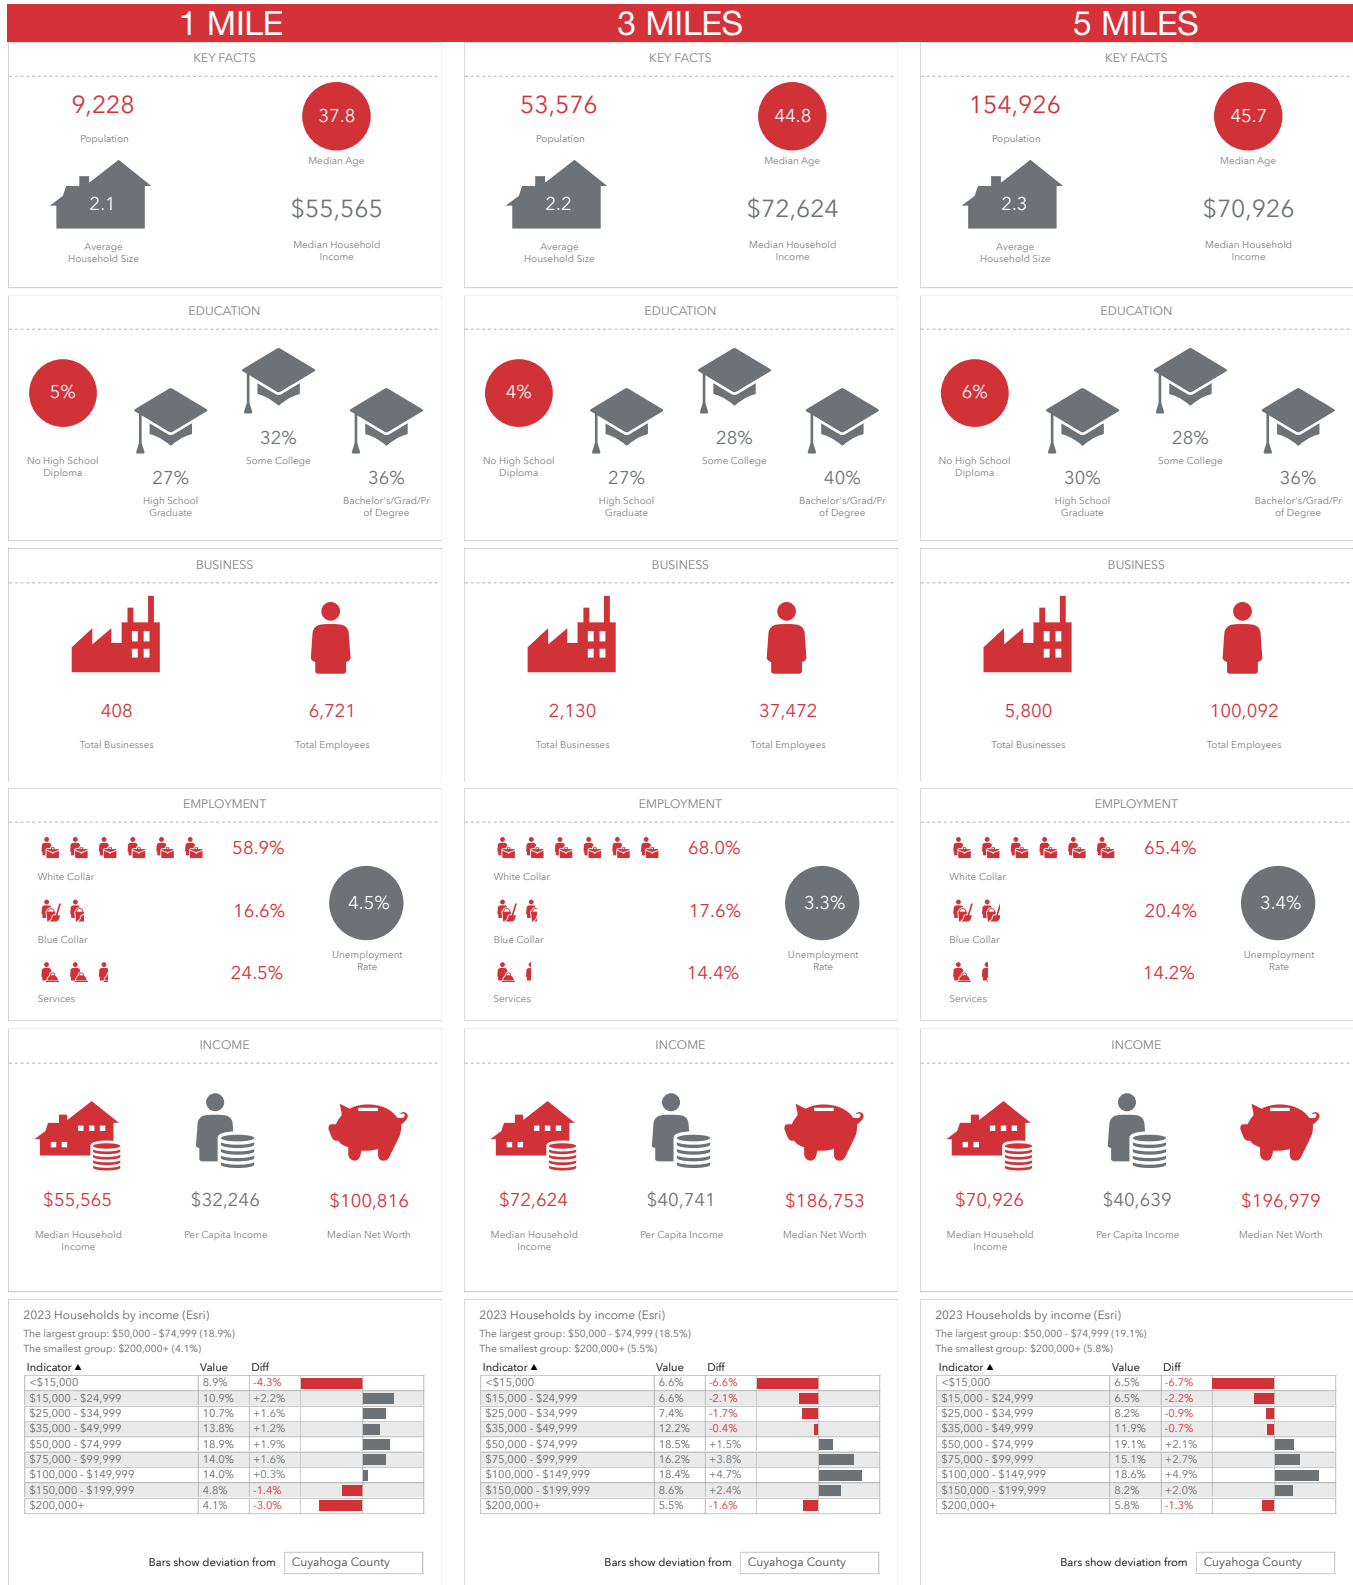 1 MILE
KEY FACTS
9,228
Population
37.8
Median Age
2.1
Average
Household Size
$55,565
Median Household
Income
EDUCATION
5%
No High School
Diploma
27%
High School
Graduate
32%
Some College
36%
Bachelor's/Grad/Pr
of Degree
BUSINESS
408
Total Businesses
6,721
Total Employees
EMPLOYMENT
58.9%
White Collar
16.6%
Blue Collar
24.5%
Services
4.5%
Unemployment
Rate
INCOME
$55,565
Median Household
Income
$32,246
Per Capita Income
$100,816
Median Net Worth
2023 Households by income (Esri)
The largest group: $50,000 - $74,999 (18.9%)
The smallest group: $200,000+ (4.1%)
Indicator ▲ Value Diff
<$15,000 8.9% -4.3%
$15,000 - $24,999 10.9% +2.2%
$25,000 - $34,999 10.7% +1.6%
$35,000 - $49,999 13.8% +1.2%
$50,000 - $74,999 18.9% +1.9%
$75,000 - $99,999 14.0% +1.6%
$100,000 - $149,999 14.0% +0.3%
$150,000 - $199,999 4.8% -1.4%
$200,000+ 4.1% -3.0%
Bars show deviation from Cuyahoga County
3 MILES
KEY FACTS
53,576
Population
44.8
Median Age
2.2
Average
Household Size
$72,624
Median Household
Income
EDUCATION
4%
No High School
Diploma
27%
High School
Graduate
28%
Some College
40%
Bachelor's/Grad/Pr
of Degree
BUSINESS
2,130
Total Businesses
37,472
Total Employees
EMPLOYMENT
68.0%
White Collar
17.6%
Blue Collar
14.4%
Services
3.3%
Unemployment
Rate
INCOME
$72,624
Median Household
Income
$40,741
Per Capita Income
$186,753
Median Net Worth
2023 Households by income (Esri)
The largest group: $50,000 - $74,999 (18.5%)
The smallest group: $200,000+ (5.5%)
Indicator ▲ Value Diff
<$15,000 6.6% -6.6%
$15,000 - $24,999 6.6% -2.1%
$25,000 - $34,999 7.4% -1.7%
$35,000 - $49,999 12.2% -0.4%
$50,000 - $74,999 18.5% +1.5%
$75,000 - $99,999 16.2% +3.8%
$100,000 - $149,999 18.4% +4.7%
$150,000 - $199,999 8.6% +2.4%
$200,000+ 5.5% -1.6%
Bars show deviation from Cuyahoga County
5 MILES
KEY FACTS
154,926
Population
45.7
Median Age
2.3
Average
Household Size
$70,926
Median Household
Income
EDUCATION
6%
No High School
Diploma
30%
High School
Graduate
28%
Some College
36%
Bachelor's/Grad/Pr
of Degree
BUSINESS
5,800
Total Businesses
100,092
Total Employees
EMPLOYMENT
65.4%
White Collar
20.4%
Blue Collar
14.2%
Services
3.4%
Unemployment
Rate
INCOME
$70,926
Median Household
Income
$40,639
Per Capita Income
$196,979
Median Net Worth
2023 Households by income (Esri)
The largest group: $50,000 - $74,999 (19.1%)
The smallest group: $200,000+ (5.8%)
Indicator ▲ Value Diff
<$15,000 6.5% -6.7%
$15,000 - $24,999 6.5% -2.2%
$25,000 - $34,999 8.2% -0.9%
$35,000 - $49,999 11.9% -0.7%
$50,000 - $74,999 19.1% +2.1%
$75,000 - $99,999 15.1% +2.7%
$100,000 - $149,999 18.6% +4.9%
$150,000 - $199,999 8.2% +2.0%
$200,000+ 5.8% -1.3%
Bars show deviation from Cuyahoga County